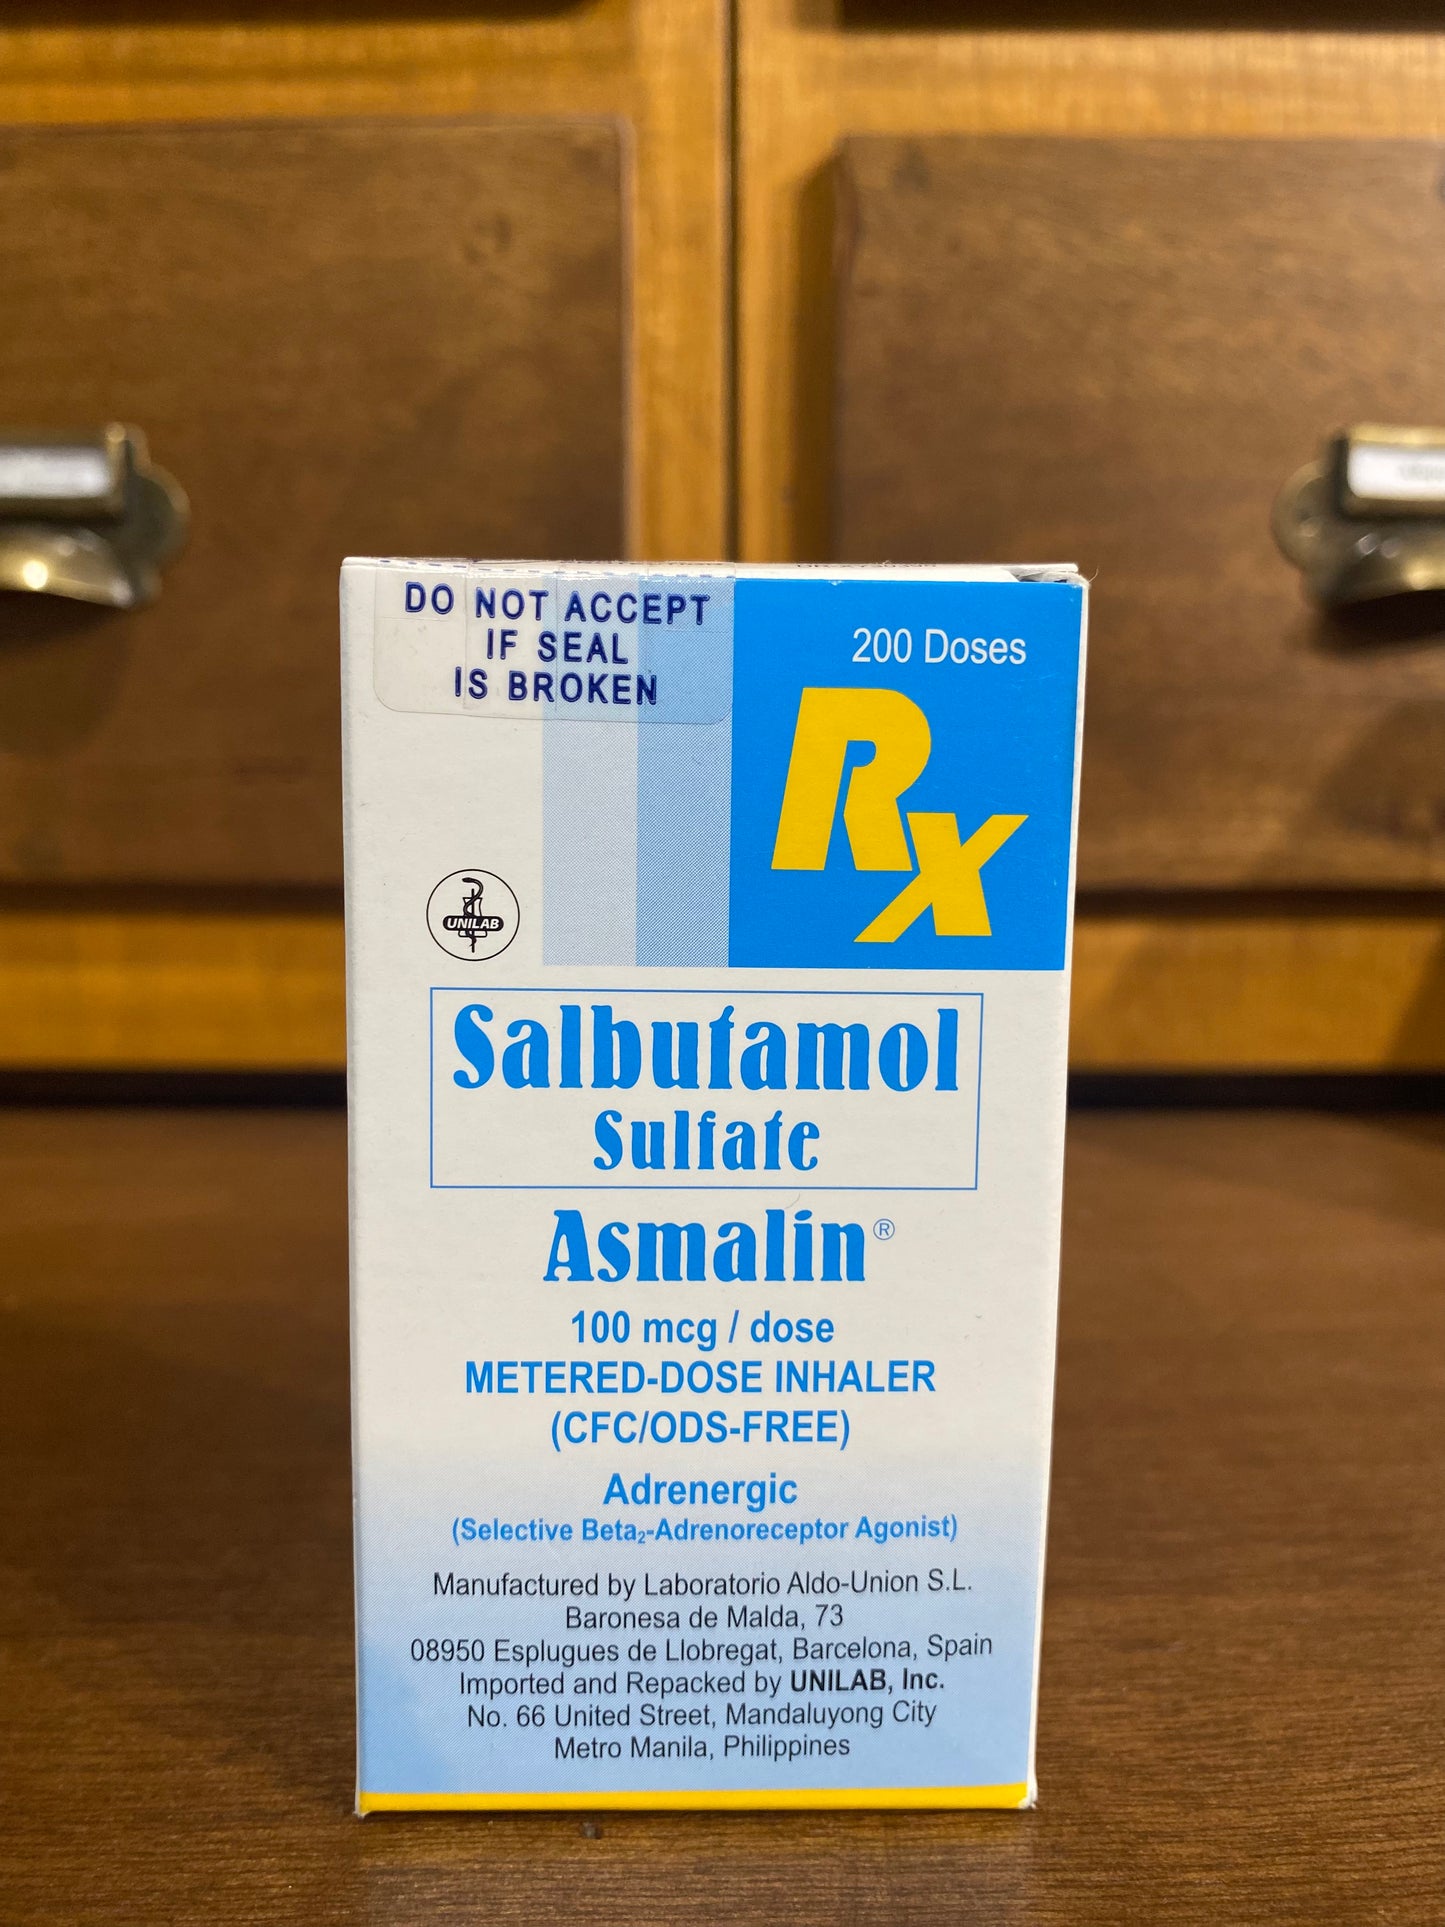 DO NOT ACCEPT
IF SEAL
IS BROKEN
200 Doses
Rx
UNILAB
Salbutamol
Sulfate
Asmalin®
100 mcg / dose
METERED-DOSE INHALER
(CFC/ODS-FREE)
Adrenergic
(Selective Beta₂-Adrenoreceptor Agonist)
Manufactured by Laboratorio Aldo-Union S.L.
Baronesa de Malda, 73
08950 Esplugues de Llobregat, Barcelona, Spain
Imported and Repacked by UNILAB, Inc.
No. 66 United Street, Mandaluyong City
Metro Manila, Philippines